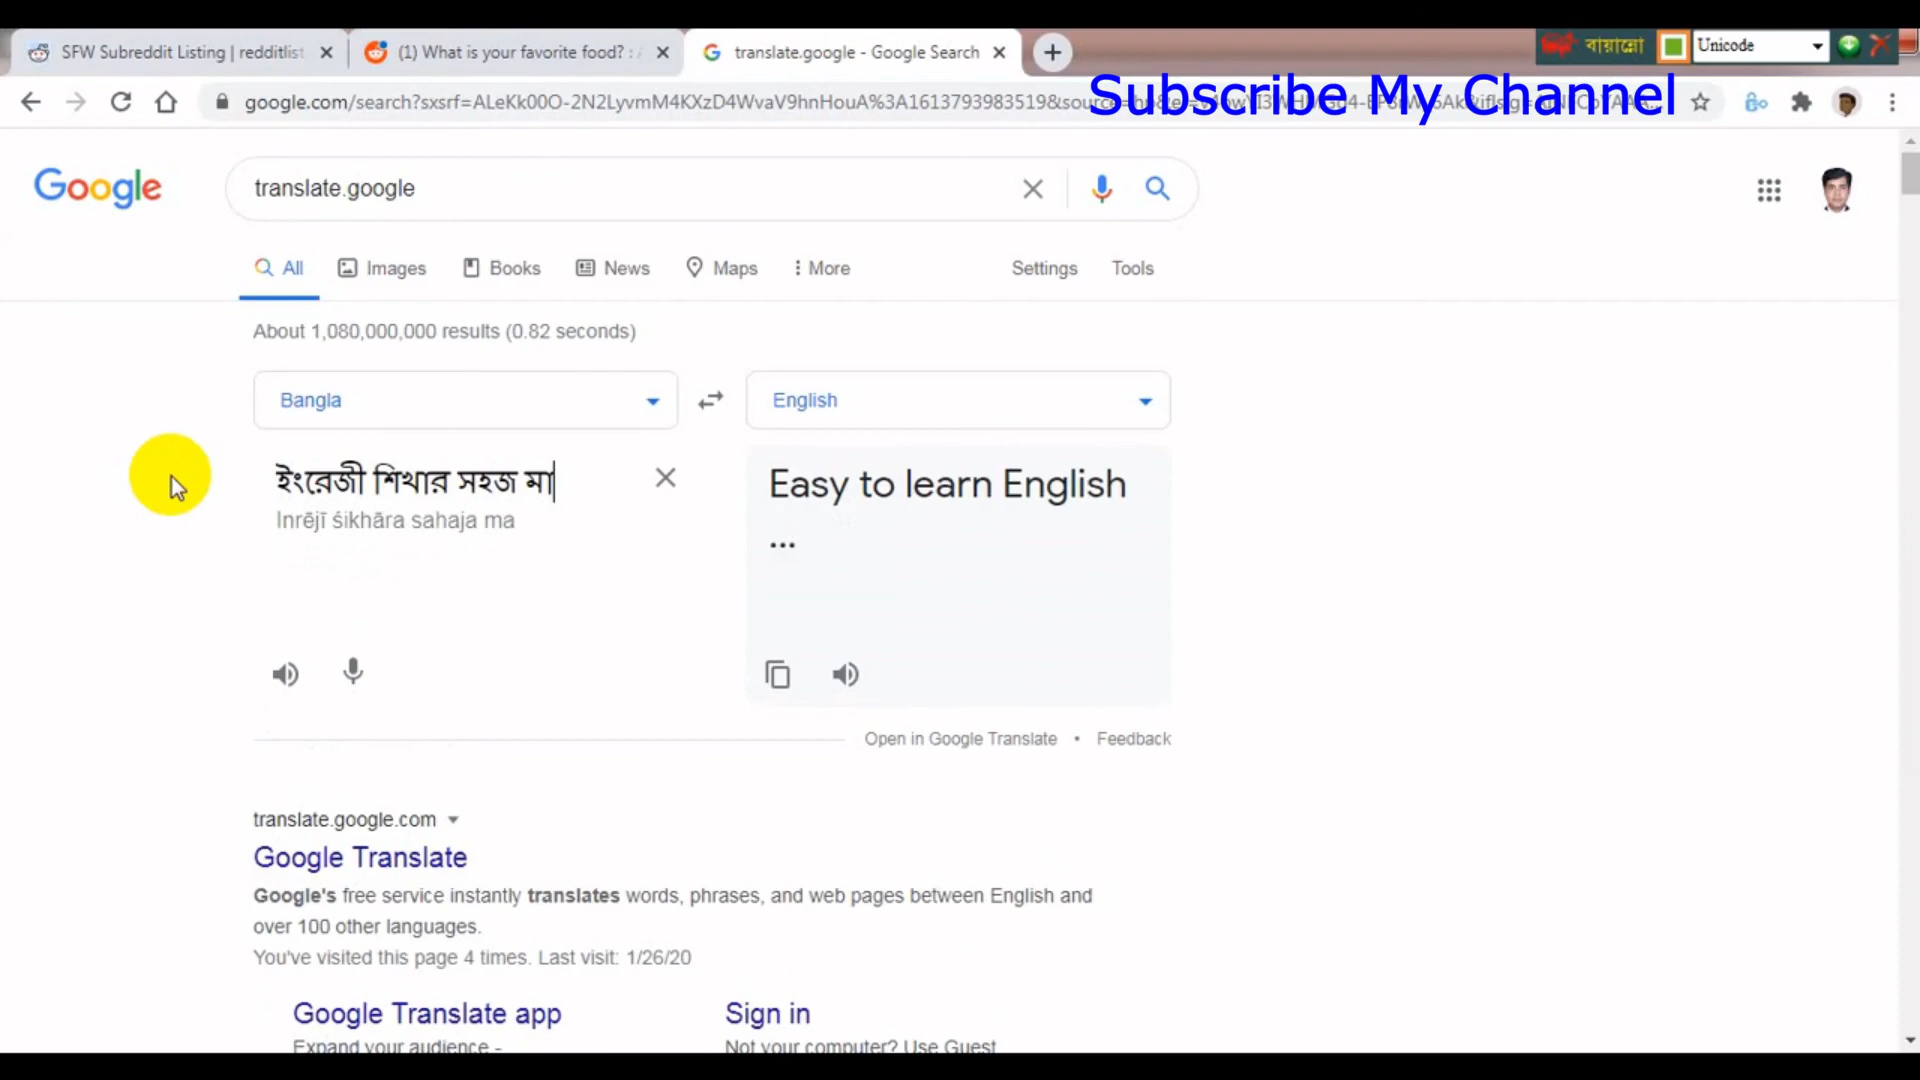 SFW Subreddit Listing | redditlist
(1) What is your favorite food? :
translate.google - Google Search
বায়ান্নো
Unicode
Subscribe My Channel
google.com/search?sxsrf=ALeKk00O-2N2LyvmM4KXzD4WvaV9hnHouA%3A1613793983519&source=
Google
translate.google
All
Images
Books
News
Maps
More
Settings
Tools
About 1,080,000,000 results (0.82 seconds)
Bangla
English
ইংরেজী শিখার সহজ মা
Inrējī śikhāra sahaja ma
Easy to learn English
...
Open in Google Translate • Feedback
translate.google.com
Google Translate
Google's free service instantly translates words, phrases, and web pages between English and
over 100 other languages.
You've visited this page 4 times. Last visit: 1/26/20
Google Translate app
Sign in
Expand your audience -
Not your computer? Use Guest